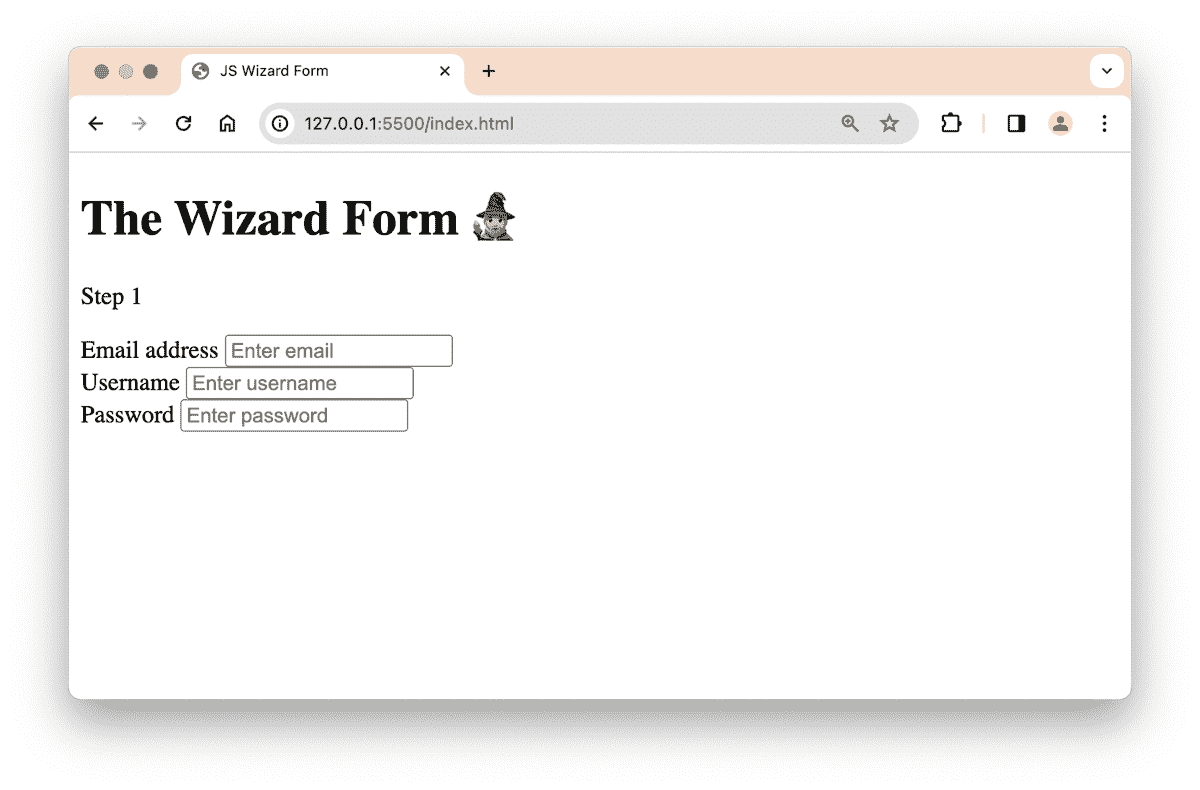 JS Wizard Form
127.0.0.1:5500/index.html
The Wizard Form
Step 1
Email address Enter email
Username Enter username
Password Enter password